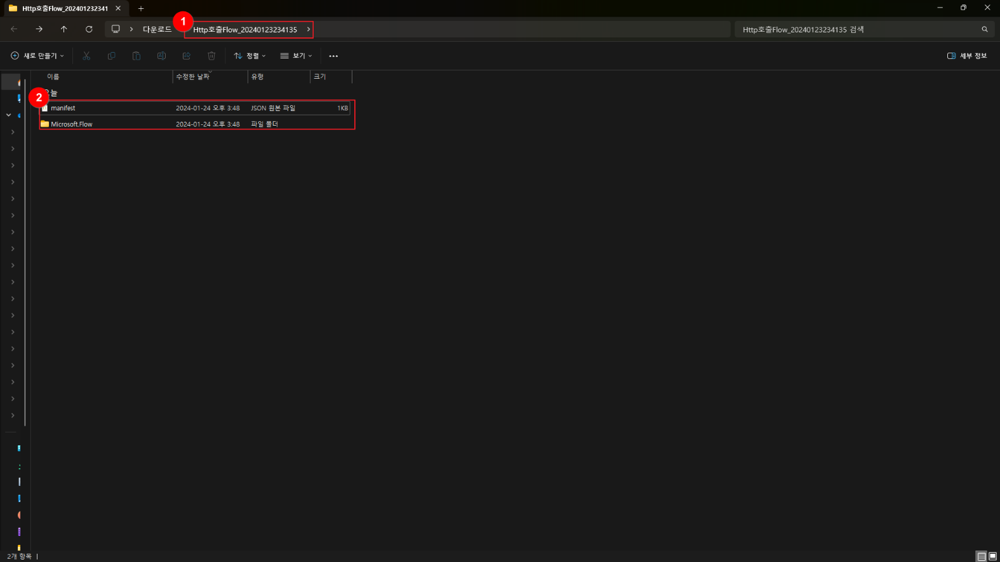 Http호출Flow_202401232341
다운로드
1
Http호출Flow_20240123234135
Http호출Flow_20240123234135 검색
새로 만들기
정렬
보기
세부 정보
이름
수정한 날짜
유형
크기
2
manifest
2024-01-24 오후 3:48
JSON 원본 파일
1KB
Microsoft.Flow
2024-01-24 오후 3:48
파일 폴더
2개 항목